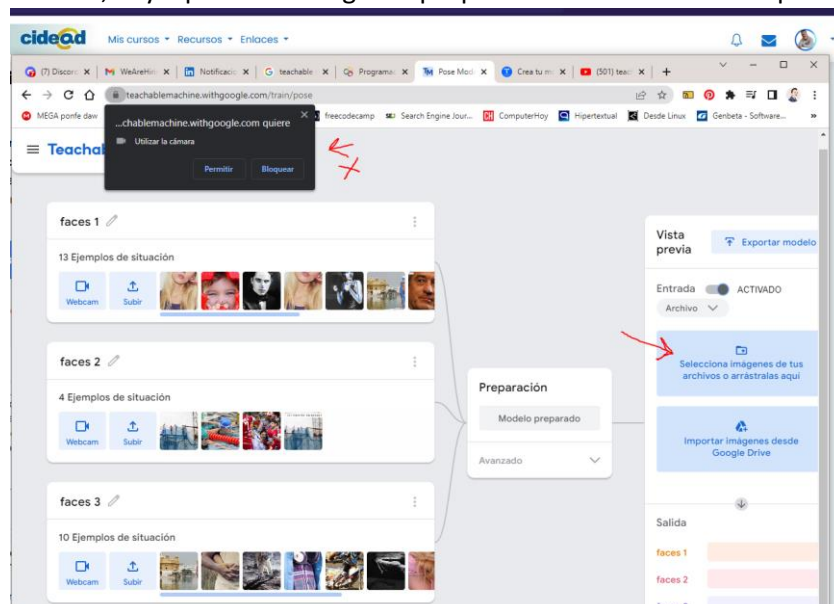 cidead Mis cursos Recursos Enlaces
(7) Discor WeAreHi Notificacio teachable Programa Pose Mod Crea tu m (501) tea
teachablemachine.withgoogle.com/train/pose
MEGA ponfe daw freecodecamp Search Engine Jour... ComputerHoy Hipertextual Desde Linux Genbeta - Software... »
...chablemachine.withgoogle.com quiere
Utilizar la cámara
Permitir Bloquear
Teacha
faces 1
13 Ejemplos de situación
Webcam Subir
faces 2
4 Ejemplos de situación
Webcam Subir
faces 3
10 Ejemplos de situación
Webcam Subir
Preparación
Modelo preparado
Avanzado
Vista previa
Exportar modelo
Entrada ACTIVADO
Archivo
Selecciona imágenes de tus
archivos o arrástralas aquí
Importar imágenes desde
Google Drive
Salida
faces 1
faces 2